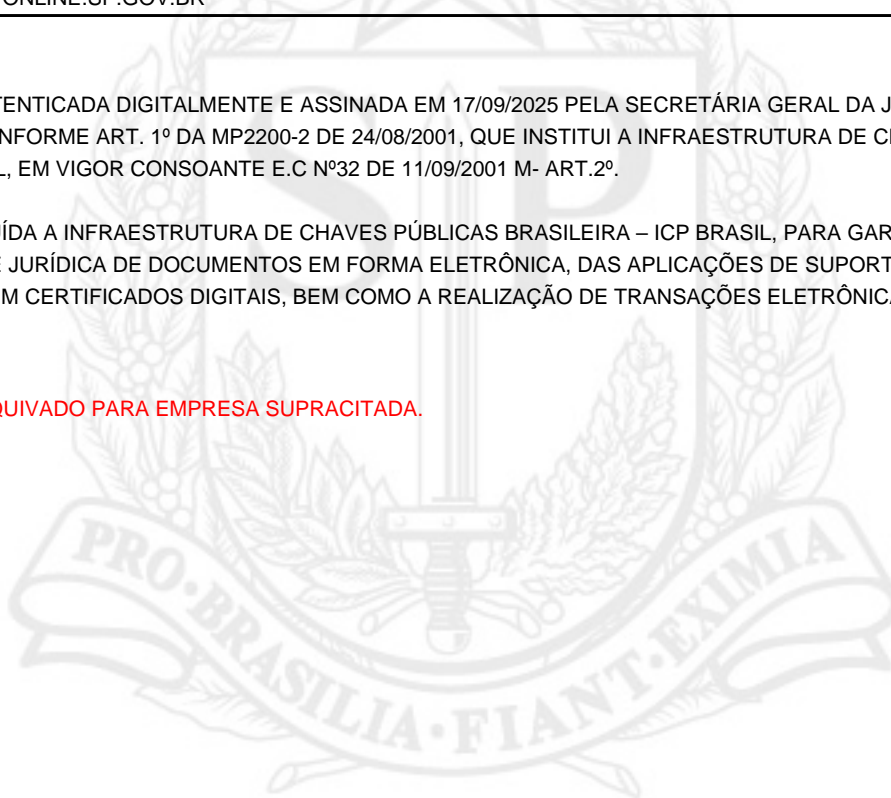 ONLINE.SP.GOV.BR
TENTICADA DIGITALMENTE E ASSINADA EM 17/09/2025 PELA SECRETÁRIA GERAL DA J
NFORME ART. 1º DA MP2200-2 DE 24/08/2001, QUE INSTITUI A INFRAESTRUTURA DE C
L, EM VIGOR CONSOANTE E.C Nº32 DE 11/09/2001 M- ART.2º.
ÍDA A INFRAESTRUTURA DE CHAVES PÚBLICAS BRASILEIRA – ICP BRASIL, PARA GAR
E JURÍDICA DE DOCUMENTOS EM FORMA ELETRÔNICA, DAS APLICAÇÕES DE SUPORT
M CERTIFICADOS DIGITAIS, BEM COMO A REALIZAÇÃO DE TRANSAÇÕES ELETRÔNICA
QUIVADO PARA EMPRESA SUPRACITADA.
SP
PRO·BRASILIA·FIANT·EXIMIA